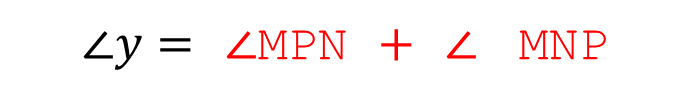 ∠y = ∠MPN + ∠ MNP